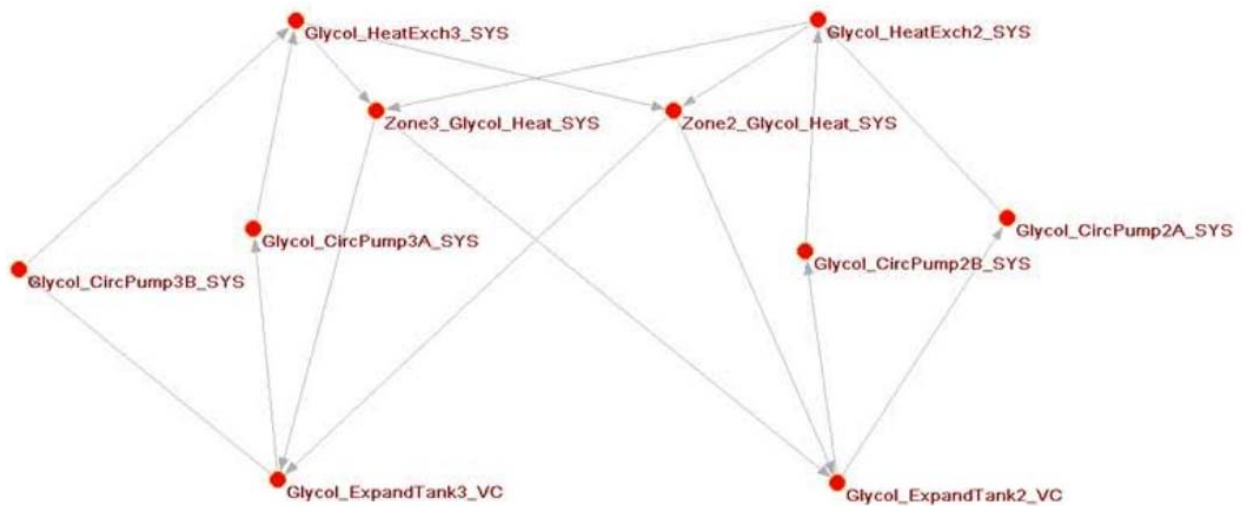 Glycol_HeatExch3_SYS
Glycol_HeatExch2_SYS
Zone3_Glycol_Heat_SYS
Zone2_Glycol_Heat_SYS
Glycol_CircPump3A_SYS
Glycol_CircPump2A_SYS
Glycol_CircPump3B_SYS
Glycol_CircPump2B_SYS
Glycol_ExpandTank3_VC
Glycol_ExpandTank2_VC